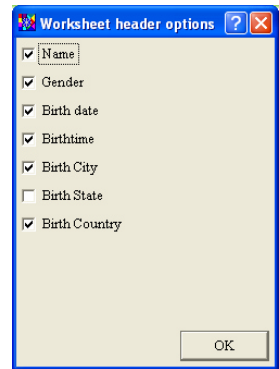 Worksheet header options
Name
Gender
Birth date
Birthtime
Birth City
Birth State
Birth Country
OK